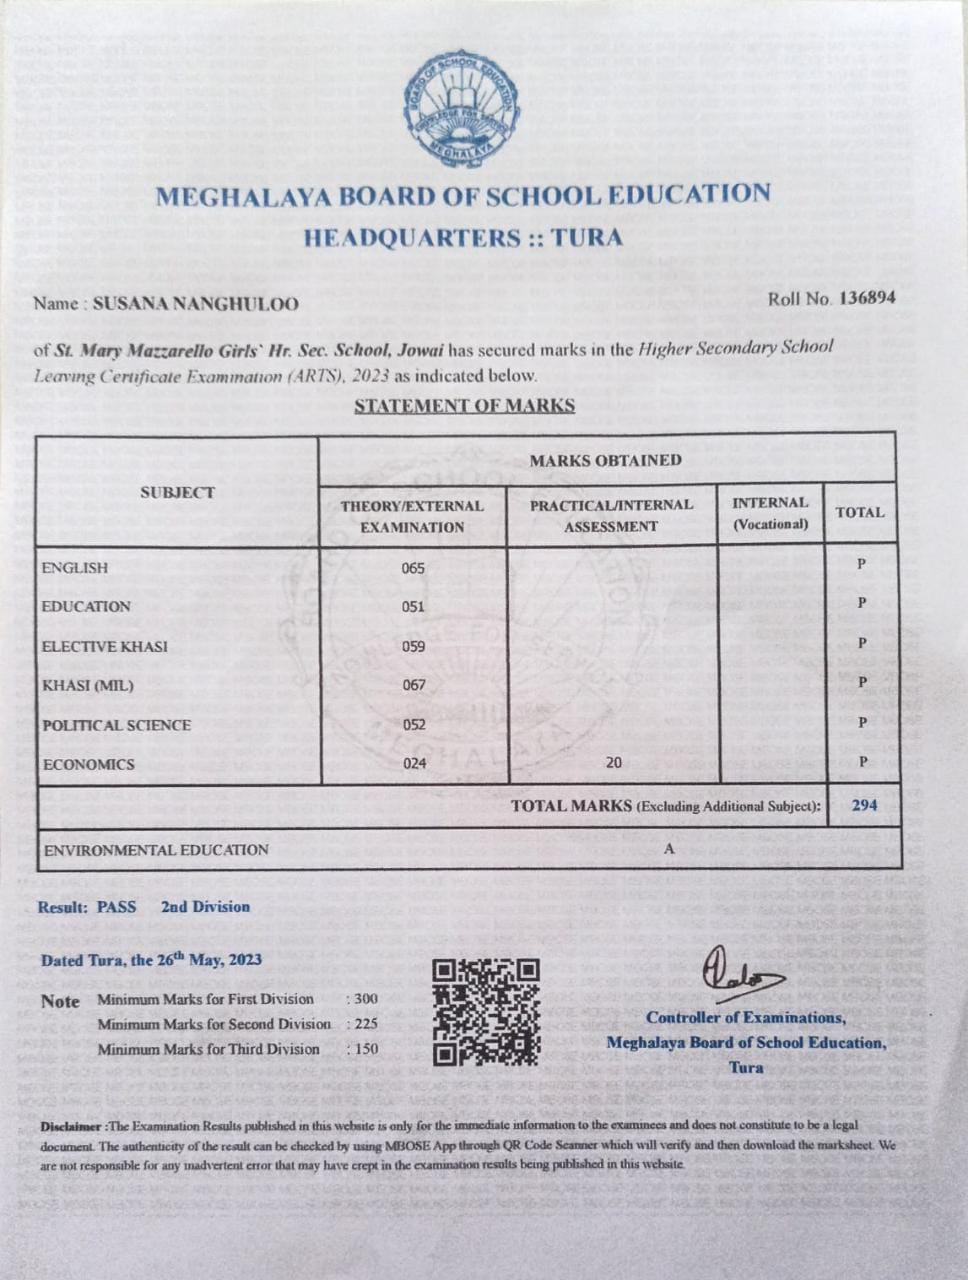 BOARD OF SCHOOL EDUCATION
KNOWLEDGE FOR SERVICE
MEGHALAYA
MEGHALAYA BOARD OF SCHOOL EDUCATION
HEADQUARTERS :: TURA
Name : SUSANA NANGHULOO
Roll No. 136894
of St. Mary Mazzarello Girls` Hr. Sec. School, Jowai has secured marks in the Higher Secondary School
Leaving Certificate Examination (ARTS), 2023 as indicated below.
STATEMENT OF MARKS
SUBJECT
MARKS OBTAINED
THEORY/EXTERNAL EXAMINATION
PRACTICAL/INTERNAL ASSESSMENT
INTERNAL (Vocational)
TOTAL
ENGLISH 065 P
EDUCATION 051 P
ELECTIVE KHASI 059 P
KHASI (MIL) 067 P
POLITICAL SCIENCE 052 P
ECONOMICS 024 20 P
TOTAL MARKS (Excluding Additional Subject): 294
ENVIRONMENTAL EDUCATION A
Result: PASS 2nd Division
Dated Tura, the 26th May, 2023
Note Minimum Marks for First Division : 300
Minimum Marks for Second Division : 225
Minimum Marks for Third Division : 150
Controller of Examinations,
Meghalaya Board of School Education,
Tura
Disclaimer :The Examination Results published in this website is only for the immediate information to the examinees and does not constitute to be a legal
document. The authenticity of the result can be checked by using MBOSE App through QR Code Scanner which will verify and then download the marksheet. We
are not responsible for any inadvertent error that may have crept in the examination results being published in this website.